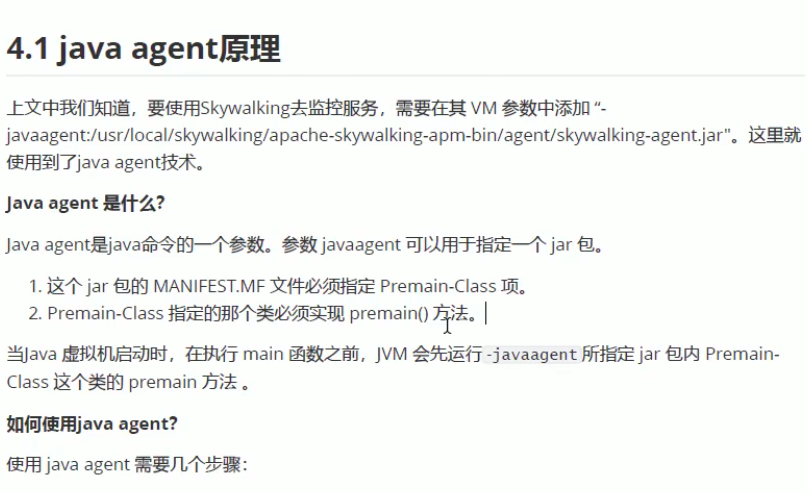 4.1 java agent原理
上文中我们知道，要使用Skywalking去监控服务，需要在其 VM 参数中添加 “-
javaagent:/usr/local/skywalking/apache-skywalking-apm-bin/agent/skywalking-agent.jar"。这里就
使用到了java agent技术。
Java agent 是什么?
Java agent是java命令的一个参数。参数 javaagent 可以用于指定一个 jar 包。
1. 这个 jar 包的 MANIFEST.MF 文件必须指定 Premain-Class 项。
2. Premain-Class 指定的那个类必须实现 premain() 方法。
当Java 虚拟机启动时，在执行 main 函数之前，JVM 会先运行 -javaagent 所指定 jar 包内 Premain-
Class 这个类的 premain 方法 。
如何使用java agent?
使用 java agent 需要几个步骤：